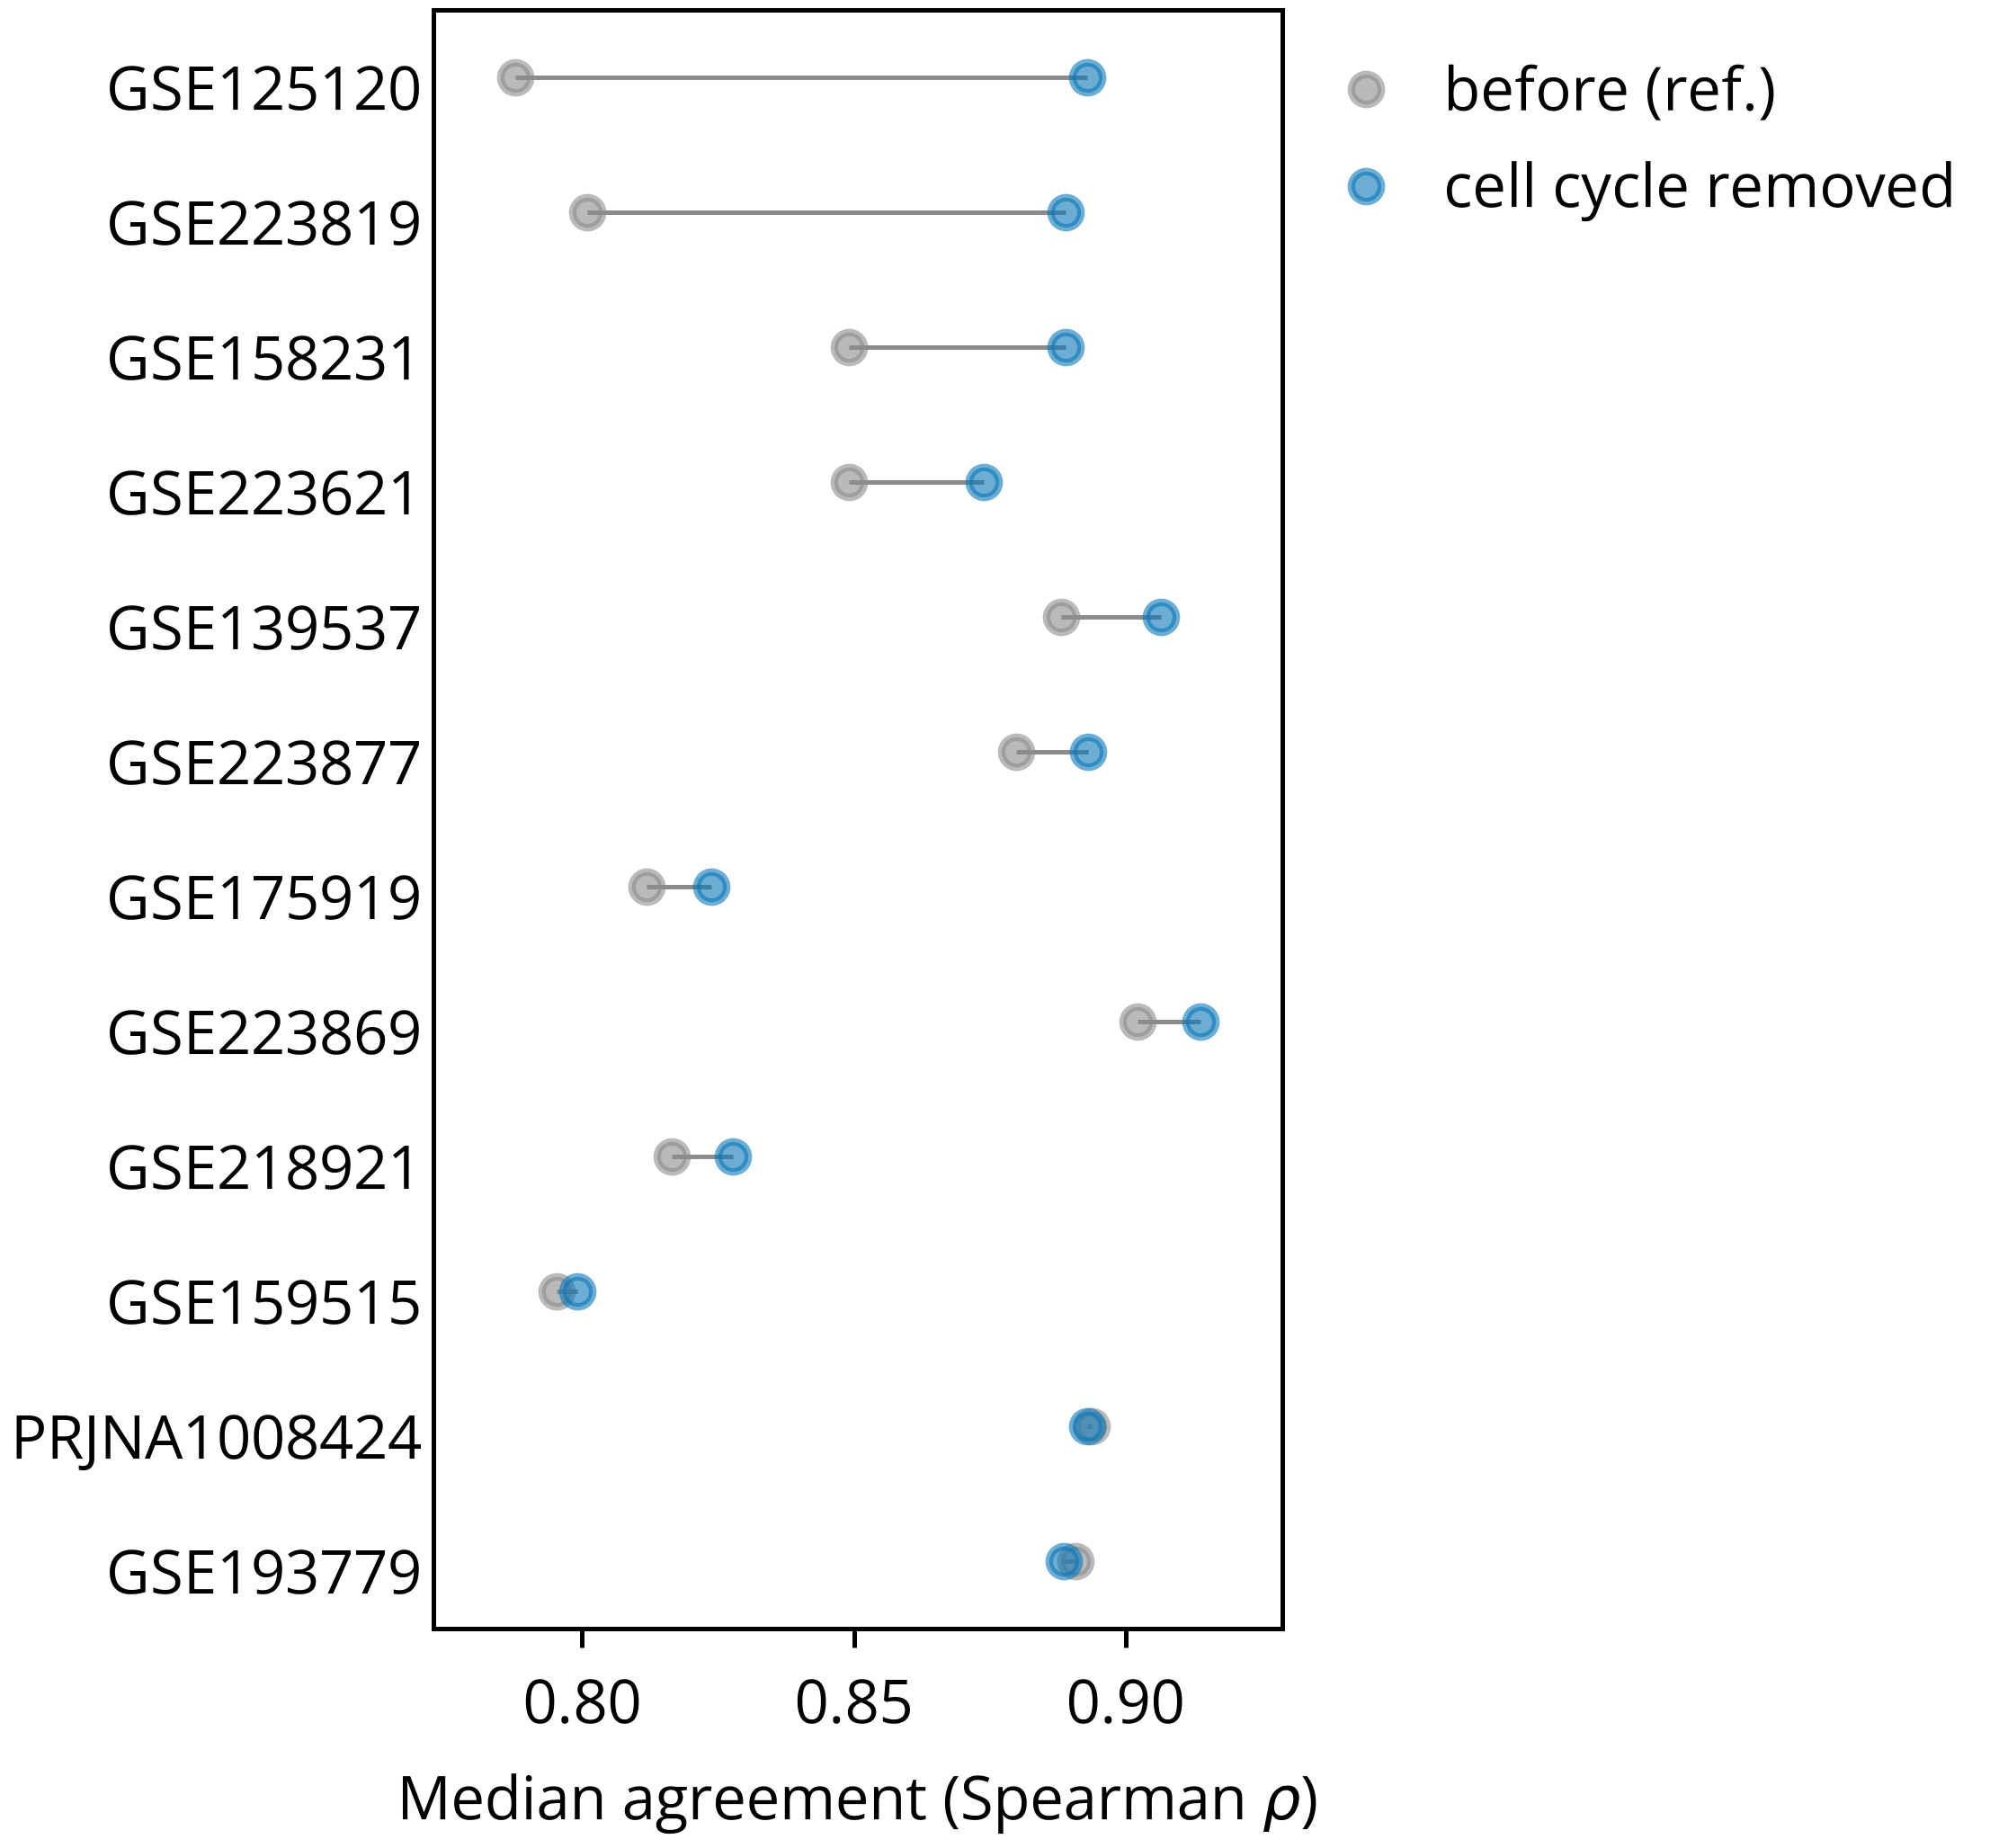 GSE125120
GSE223819
GSE158231
GSE223621
GSE139537
GSE223877
GSE175919
GSE223869
GSE218921
GSE159515
PRJNA1008424
GSE193779
before (ref.)
cell cycle removed
0.80 0.85 0.90
Median agreement (Spearman ρ)